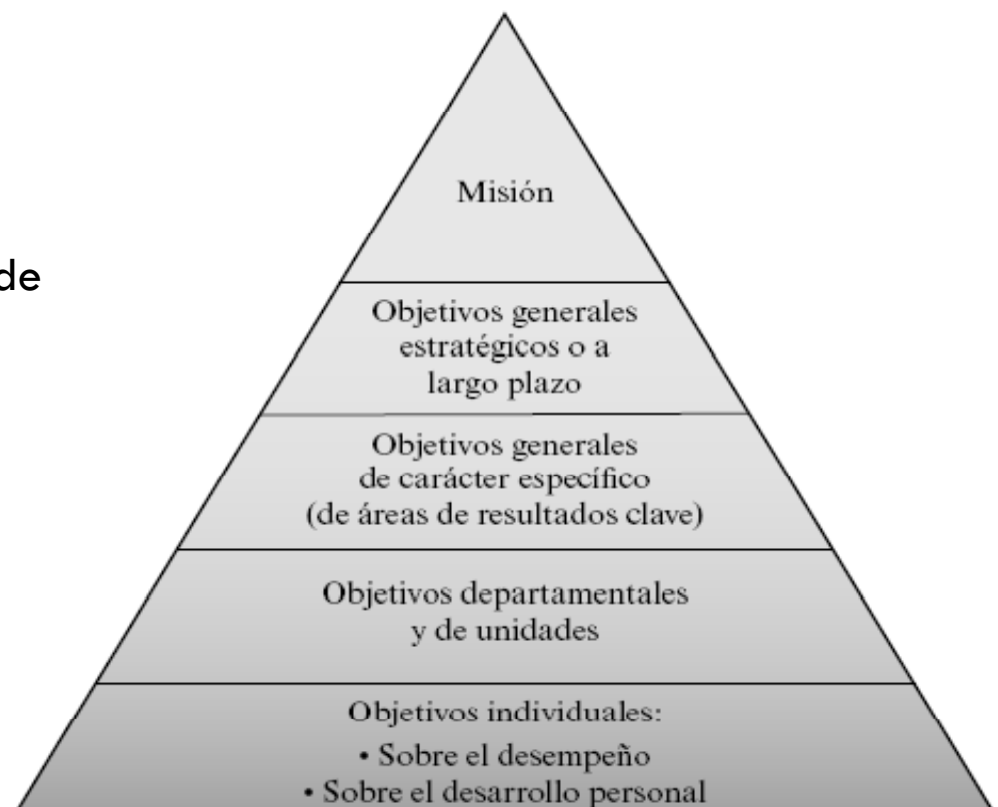 Misión
de
Objetivos generales
estratégicos o a
largo plazo
Objetivos generales
de carácter específico
(de áreas de resultados clave)
Objetivos departamentales
y de unidades
Objetivos individuales:
• Sobre el desempeño
• Sobre el desarrollo personal